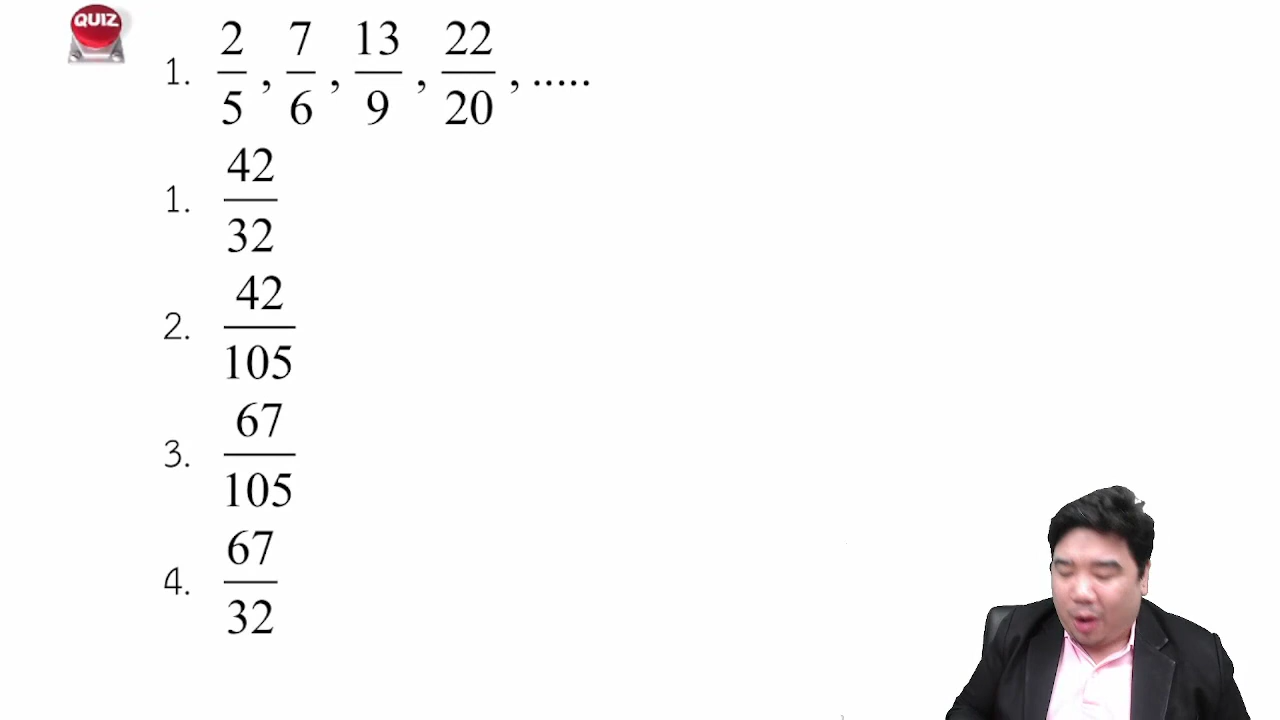 QUIZ
1. 2/5 , 7/6 , 13/9 , 22/20 , .....
1. 42/32
2. 42/105
3. 67/105
4. 67/32